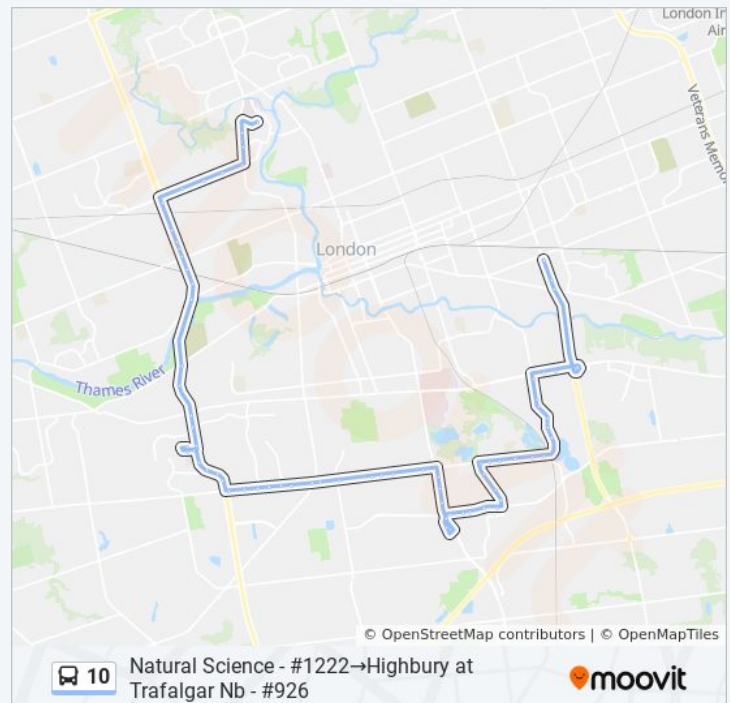 London In
Air
Veterans Memo
London
Thames River
© OpenStreetMap contributors | © OpenMapTiles
10
Natural Science - #1222→Highbury at
Trafalgar Nb - #926
moovit